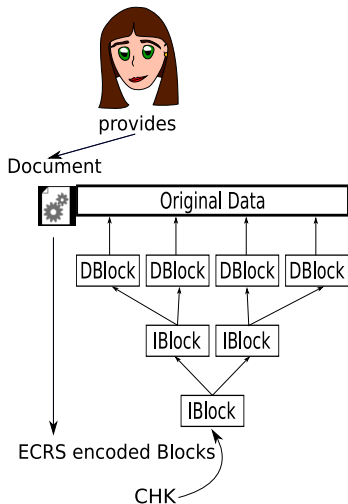 provides
Document
Original Data
DBlock DBlock DBlock DBlock
IBlock IBlock
IBlock
ECRS encoded Blocks
CHK